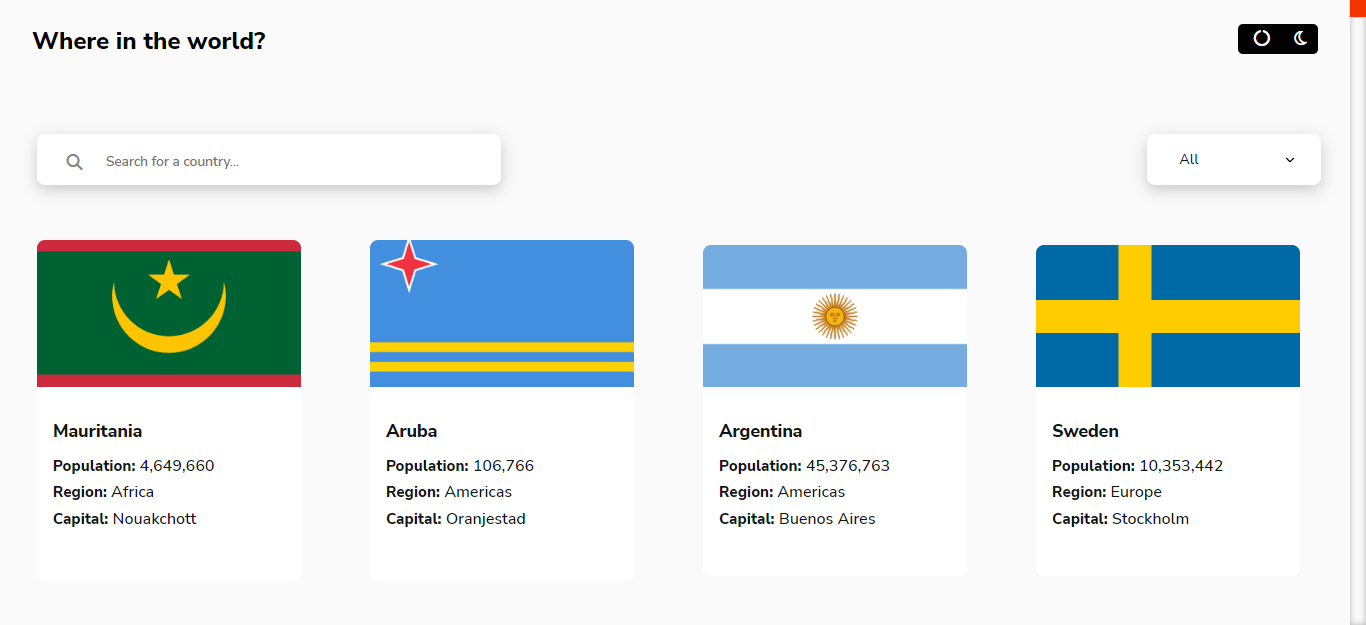 Where in the world?
Search for a country...
All
Mauritania
Population: 4,649,660
Region: Africa
Capital: Nouakchott
Aruba
Population: 106,766
Region: Americas
Capital: Oranjestad
Argentina
Population: 45,376,763
Region: Americas
Capital: Buenos Aires
Sweden
Population: 10,353,442
Region: Europe
Capital: Stockholm